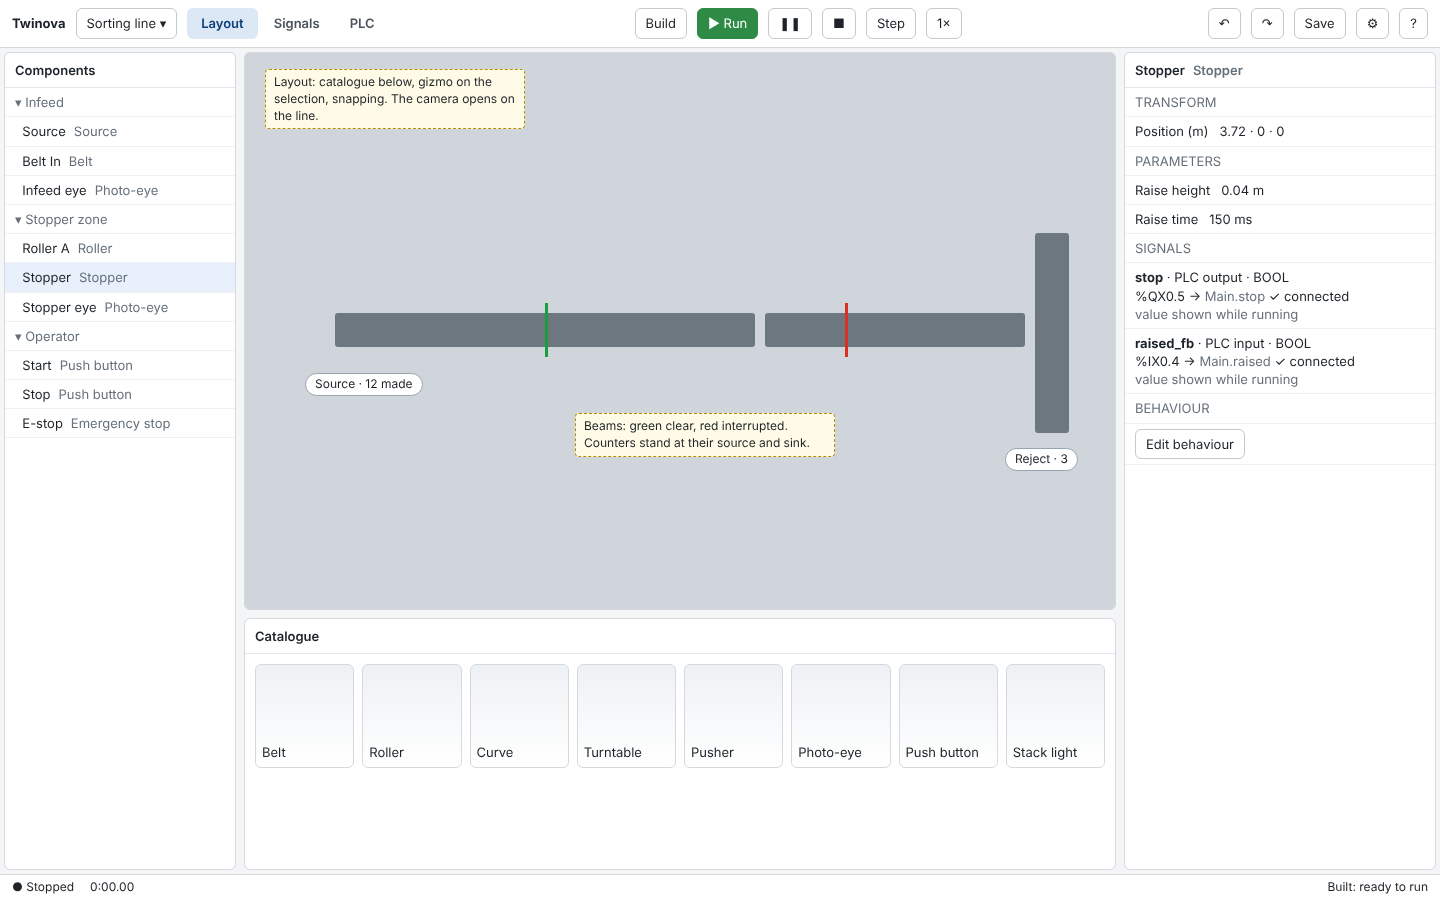 Twinova Sorting line ▾ Layout Signals PLC Build ▶ Run ❚❚ ■ Step 1× ↶ ↷ Save ⚙ ?
Components
▾ Infeed
Source Source
Belt In Belt
Infeed eye Photo-eye
▾ Stopper zone
Roller A Roller
Stopper Stopper
Stopper eye Photo-eye
▾ Operator
Start Push button
Stop Push button
E-stop Emergency stop
Layout: catalogue below, gizmo on the
selection, snapping. The camera opens on
the line.
Source · 12 made
Beams: green clear, red interrupted.
Counters stand at their source and sink.
Reject · 3
Catalogue
Belt
Roller
Curve
Turntable
Pusher
Photo-eye
Push button
Stack light
Stopper Stopper
TRANSFORM
Position (m) 3.72 · 0 · 0
PARAMETERS
Raise height 0.04 m
Raise time 150 ms
SIGNALS
stop · PLC output · BOOL
%QX0.5 → Main.stop ✓ connected
value shown while running
raised_fb · PLC input · BOOL
%IX0.4 → Main.raised ✓ connected
value shown while running
BEHAVIOUR
Edit behaviour
● Stopped 0:00.00
Built: ready to run